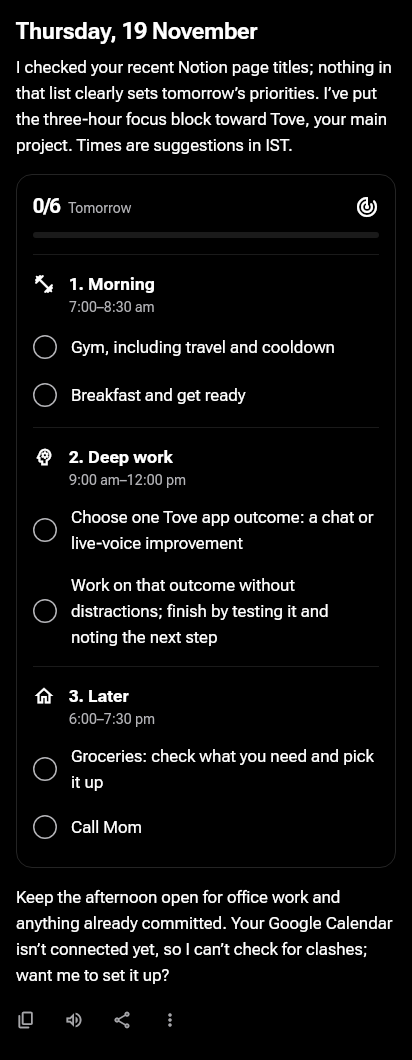 Thursday, 19 November
I checked your recent Notion page titles; nothing in
that list clearly sets tomorrow’s priorities. I’ve put
the three-hour focus block toward Tove, your main
project. Times are suggestions in IST.
0/6 Tomorrow
1. Morning
7:00–8:30 am
Gym, including travel and cooldown
Breakfast and get ready
2. Deep work
9:00 am–12:00 pm
Choose one Tove app outcome: a chat or
live-voice improvement
Work on that outcome without
distractions; finish by testing it and
noting the next step
3. Later
6:00–7:30 pm
Groceries: check what you need and pick
it up
Call Mom
Keep the afternoon open for office work and
anything already committed. Your Google Calendar
isn’t connected yet, so I can’t check for clashes;
want me to set it up?